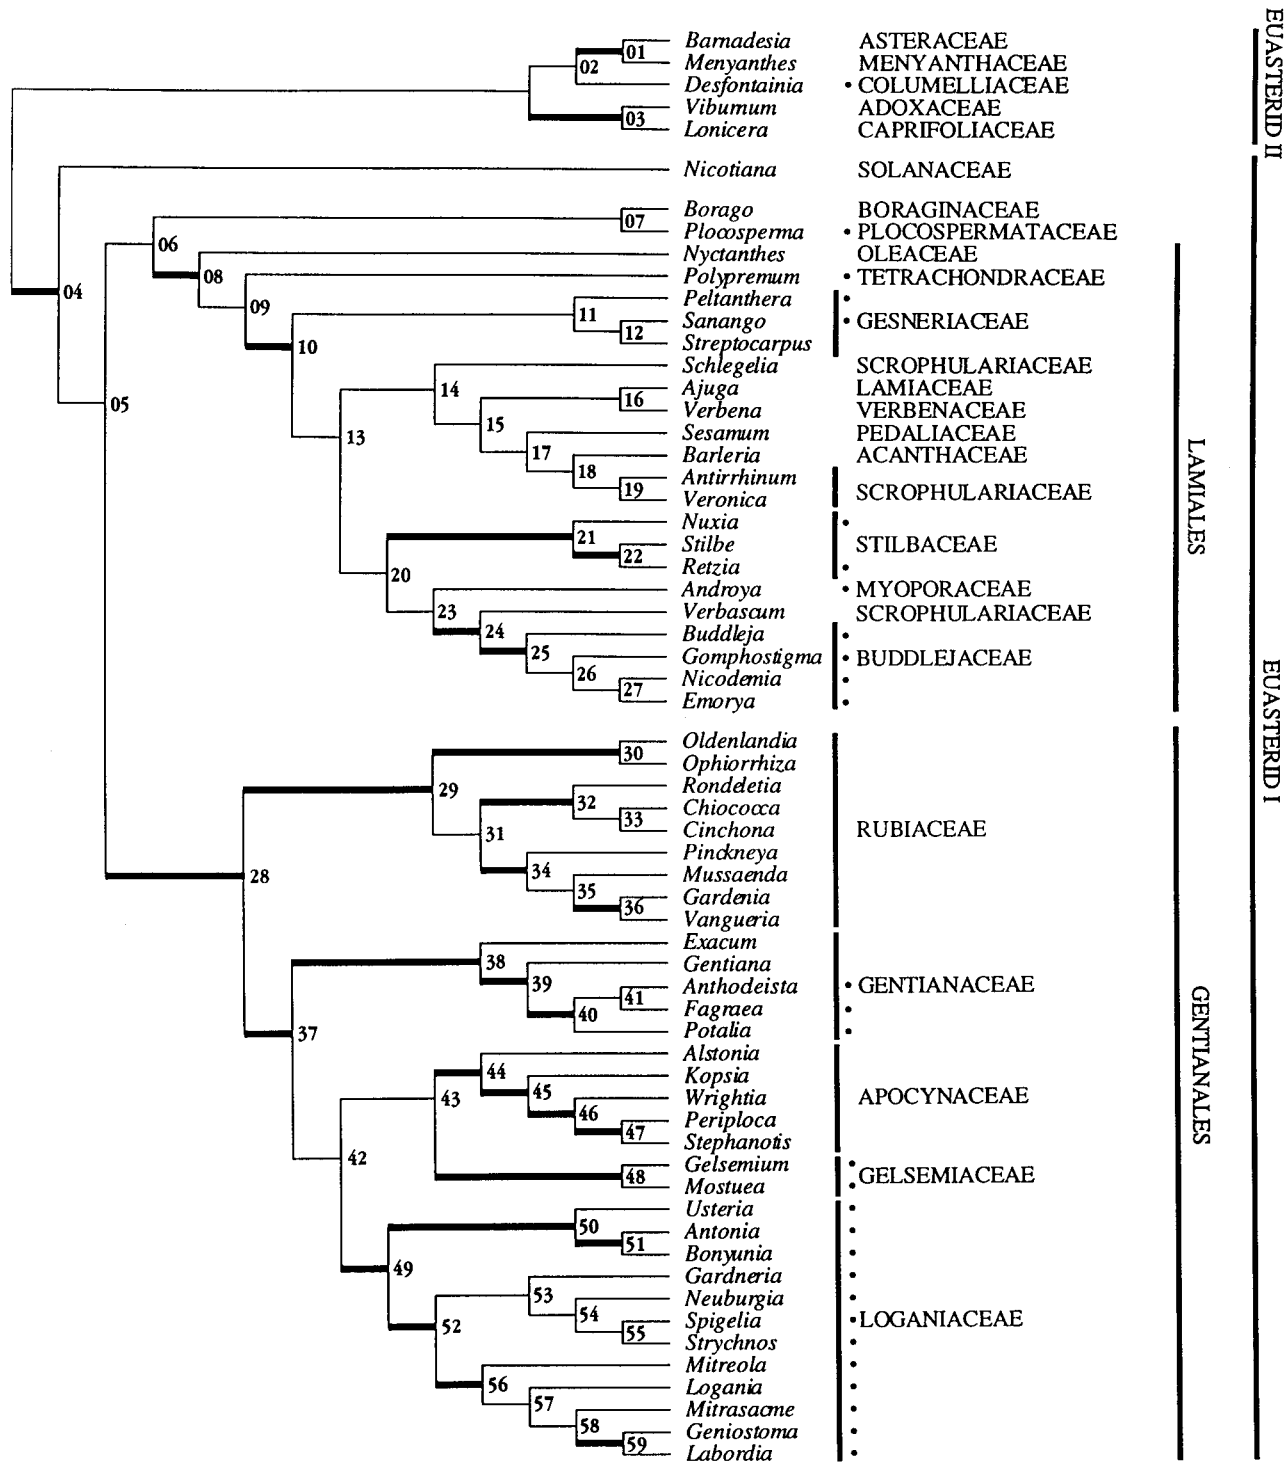 01 Barnadesia ASTERACEAE
02 Menyanthes MENYANTHACEAE
Desfontainia • COLUMELLIACEAE
Viburnum ADOXACEAE
03 Lonicera CAPRIFOLIACEAE
EUASTERID II
Nicotiana SOLANACEAE
Borago BORAGINACEAE
07
Plocosperma • PLOCOSPERMATACEAE
06
Nyctanthes OLEACEAE
08 Polypremum • TETRACHONDRACEAE
04
Peltanthera •
09 11
Sanango • GESNERIACEAE
12
10 Streptocarpus
Schlegelia SCROPHULARIACEAE
14 Ajuga LAMIACEAE
16
05 Verbena VERBENACEAE
15
Sesamum PEDALIACEAE
13 17 Barleria ACANTHACEAE
18 Antirrhinum
19 SCROPHULARIACEAE
Veronica
LAMIALES
Nuxia •
21 Stilbe STILBACEAE
22
Retzia •
20
Androya • MYOPORACEAE
23 Verbascum SCROPHULARIACEAE
24 Buddleja •
25 Gomphostigma • BUDDLEJACEAE
26 Nicodemia •
27
Emorya •
EUASTERID I
Oldenlandia
30
Ophiorrhiza
29 Rondeletia
32 Chiococca
33
31 Cinchona RUBIACEAE
Pinckneya
28 34 Mussaenda
35 Gardenia
36
Vangueria
Exacum
38 Gentiana
39 Anthocleista • GENTIANACEAE
41
40 Fagraea •
37 Potalia •
GENTIANALES
Alstonia
44 Kopsia
43 45 Wrightia APOCYNACEAE
46 Periploca
47
42 Stephanotis
Gelsemium •
48 GELSEMIACEAE
Mostuea •
Usteria •
50 Antonia •
51
Bonyunia •
49 Gardneria •
53 Neuburgia •
54 Spigelia • LOGANIACEAE
52 55
Strychnos •
Mitreola •
56 Logania •
57 Mitrasacme •
58 Geniostoma •
59
Labordia •